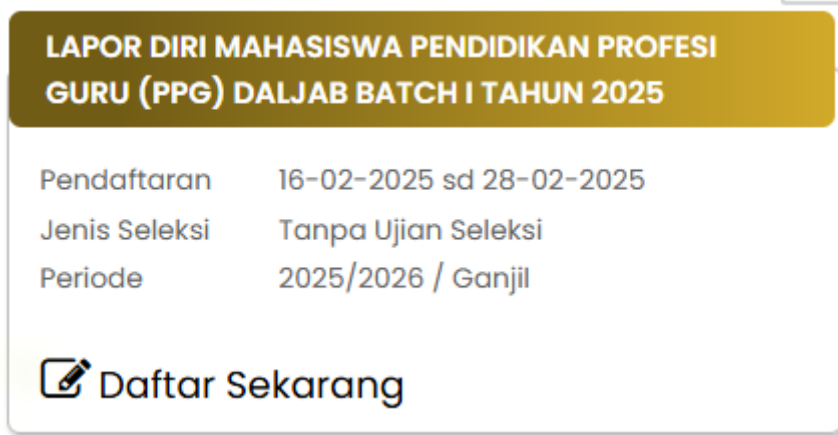 LAPOR DIRI MAHASISWA PENDIDIKAN PROFESI
GURU (PPG) DALJAB BATCH I TAHUN 2025
Pendaftaran 16-02-2025 sd 28-02-2025
Jenis Seleksi Tanpa Ujian Seleksi
Periode 2025/2026 / Ganjil
Daftar Sekarang